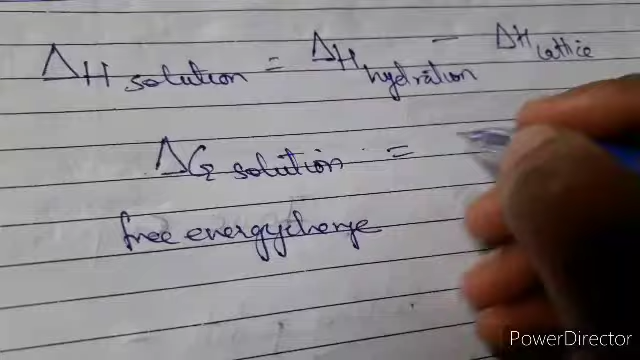 ΔH solution = ΔH hydration - ΔH Lattice
ΔG solution =
free energy change
PowerDirector